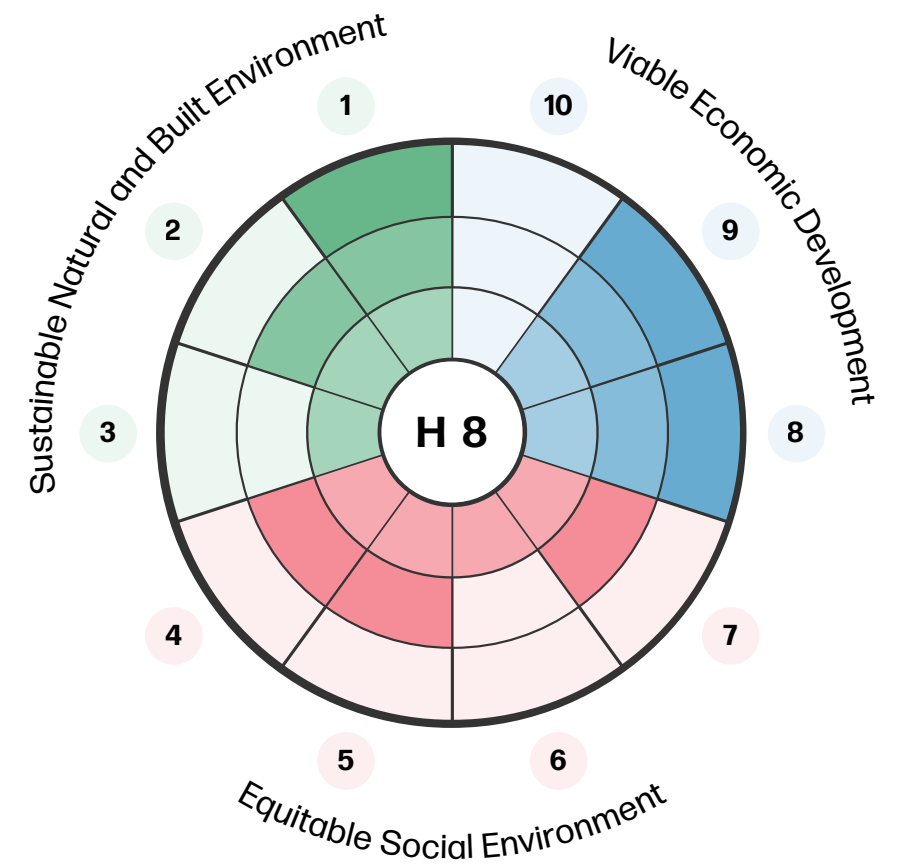 Sustainable Natural and Built Environment
Viable Economic Development
1
10
2
9
3
H 8
8
4
7
5
6
Equitable Social Environment